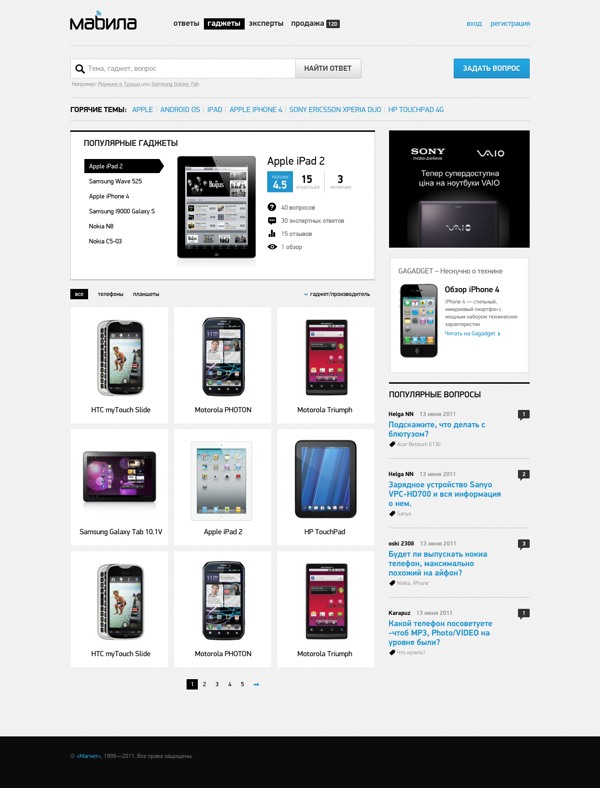 мабила
ответы гаджеты эксперты продажа 120
вход регистрация
Тема, гаджет, вопрос
НАЙТИ ОТВЕТ
ЗАДАТЬ ВОПРОС
Например: Роуминг в Турции или Samsung Galaxy Tab.
ГОРЯЧИЕ ТЕМЫ: APPLE ANDROID OS IPAD APPLE IPHONE 4 SONY ERICSSON XPERIA DUO HP TOUCHPAD 4G
ПОПУЛЯРНЫЕ ГАДЖЕТЫ
Apple iPad 2
Samsung Wave 525
Apple iPhone 4
Samsung I9000 Galaxy S
Nokia N8
Nokia C5-03
Apple iPad 2
РЕЙТИНГ
4.5
15
3
40 вопросов
30 экспертных ответов
15 отзывов
1 обзор
SONY
make.believe
VAIO
Тепер супердоступна
ціна на ноутбуки VAIO
VAIO
GAGADGET – Нескучно о технике
Обзор iPhone 4
iPhone 4 — стильный,
имиджевый смартфон с
мощным набором технических
характеристик
Читать на Gagadget
все телефоны планшеты
гаджет/производитель
HTC myTouch Slide
Motorola PHOTON
Motorola Triumph
Samsung Galaxy Tab 10.1V
Apple iPad 2
HP TouchPad
HTC myTouch Slide
Motorola PHOTON
Motorola Triumph
1 2 3 4 5
ПОПУЛЯРНЫЕ ВОПРОСЫ
Helga NN 13 июня 2011 1
Подскажите, что делать с
блютузом?
Acer Betouch E130
Helga NN 13 июня 2011 2
Зарядное устройство Sanyo
VPC-HD700 и вся информация
о нем.
Sanyo
oski 2308 13 июня 2011 3
Будет ли выпускать нокиа
телефон, максимально
похожий на айфон?
Nokia, iPhone
Karapuz 13 июня 2011 1
Какой телефон посоветуете
-чтоб MP3, Photo/VIDEO на
уровне были?
Что купить?
© «Магнет», 1999—2011. Все права защищены.